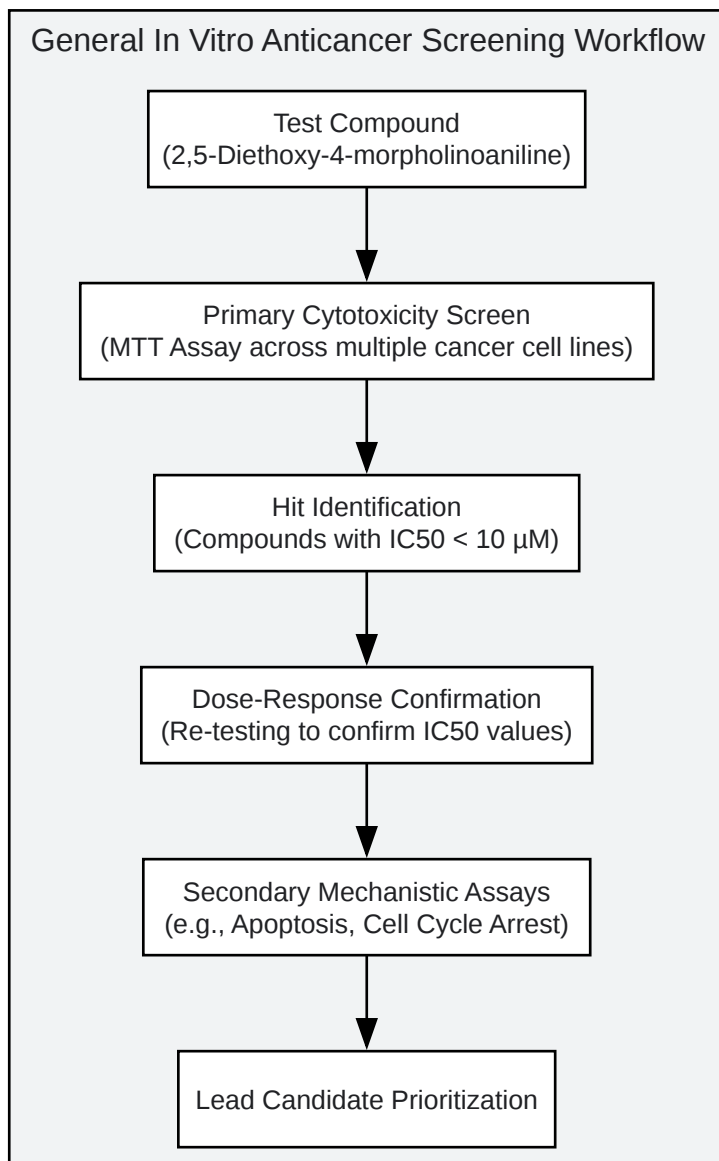 General In Vitro Anticancer Screening Workflow
Test Compound
(2,5-Diethoxy-4-morpholinoaniline)
Primary Cytotoxicity Screen
(MTT Assay across multiple cancer cell lines)
Hit Identification
(Compounds with IC50 < 10 µM)
Dose-Response Confirmation
(Re-testing to confirm IC50 values)
Secondary Mechanistic Assays
(e.g., Apoptosis, Cell Cycle Arrest)
Lead Candidate Prioritization